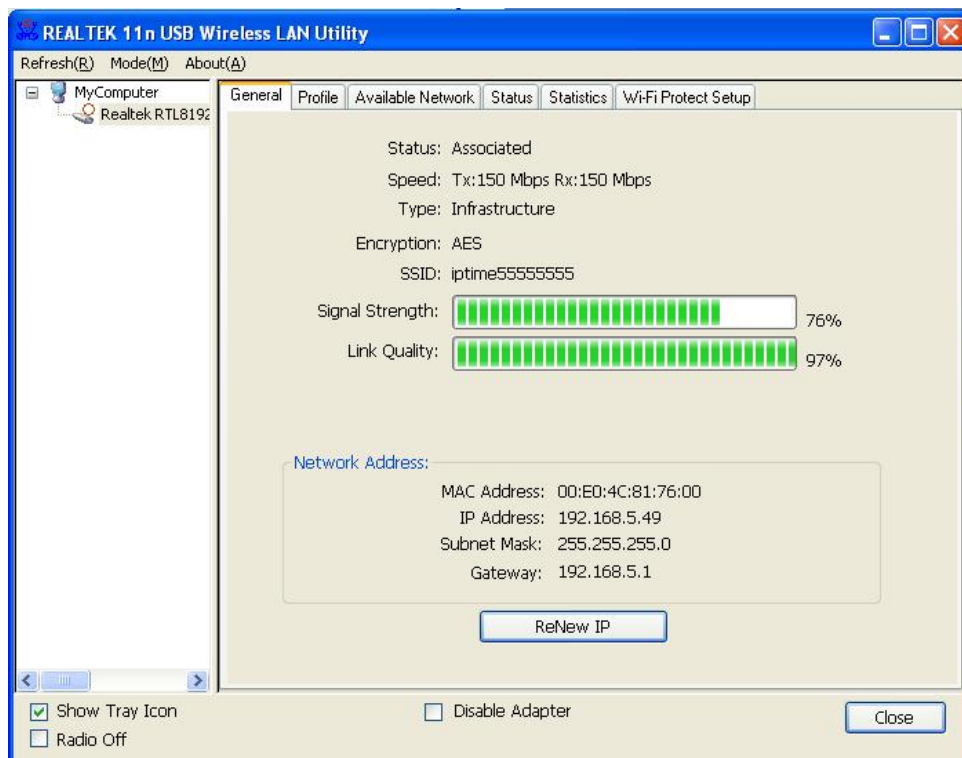 REALTEK 11n USB Wireless LAN Utility
Refresh(R) Mode(M) About(A)
MyComputer
Realtek RTL8192
General Profile Available Network Status Statistics Wi-Fi Protect Setup
Status: Associated
Speed: Tx:150 Mbps Rx:150 Mbps
Type: Infrastructure
Encryption: AES
SSID: iptime55555555
Signal Strength: 76%
Link Quality: 97%
Network Address:
MAC Address: 00:E0:4C:81:76:00
IP Address: 192.168.5.49
Subnet Mask: 255.255.255.0
Gateway: 192.168.5.1
ReNew IP
Show Tray Icon
Disable Adapter
Radio Off
Close